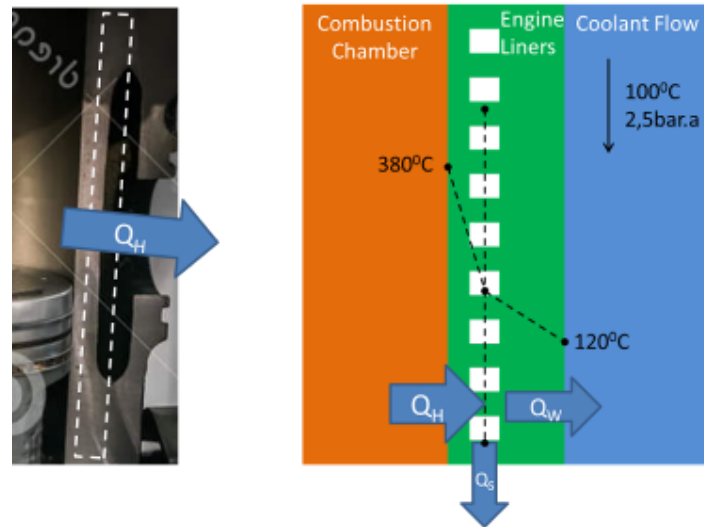 Q_H
Combustion
Chamber
Engine
Liners
Coolant Flow
100⁰C
2,5bar.a
380⁰C
120⁰C
Q_H
Q_W
Q_S